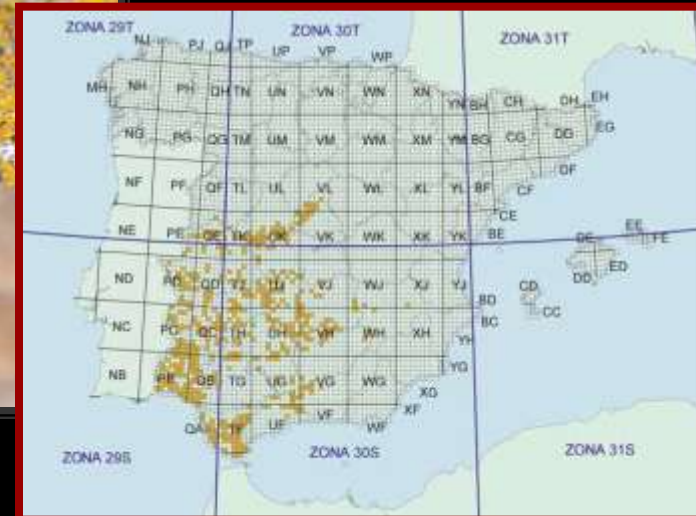 ZONA 29T ZONA 30T ZONA 31T
NJ PJ QJ TP UP VP WP
MH NH PH QH TN UN VN WN XN YN BH CH DH EH
NG PG QG TM UM VM WM XM YM BG CG DG EG
NF PF QF TL UL VL WL XL YL BF CF DF
NE PE QE TK UK VK WK XK YK BE CE DE EE FE
ND PD QD TJ UJ VJ WJ XJ YJ BD CD DD ED
NC PC QC TH UH VH WH XH YH BC CC
NB PB QB TG UG VG WG XG YG
QA TF UF VF WF XF
ZONA 29S ZONA 30S ZONA 31S